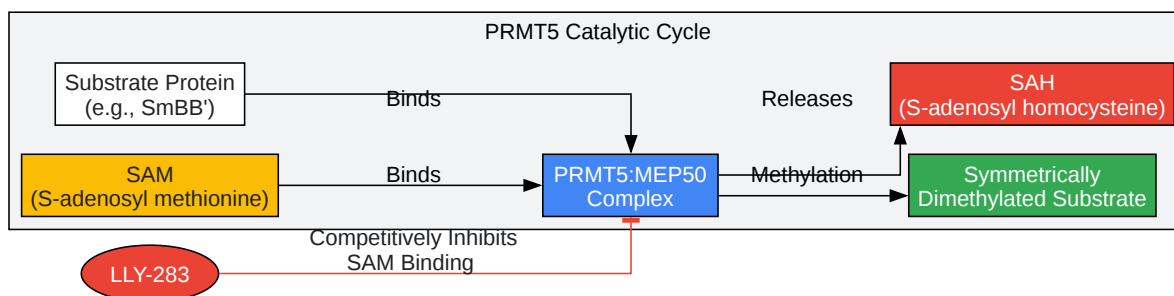 PRMT5 Catalytic Cycle
Substrate Protein
(e.g., SmBB')
Binds
Releases
SAH
(S-adenosyl homocysteine)
SAM
(S-adenosyl methionine)
Binds
PRMT5:MEP50
Complex
Methylation
Symmetrically
Dimethylated Substrate
Competitively Inhibits
SAM Binding
LLY-283